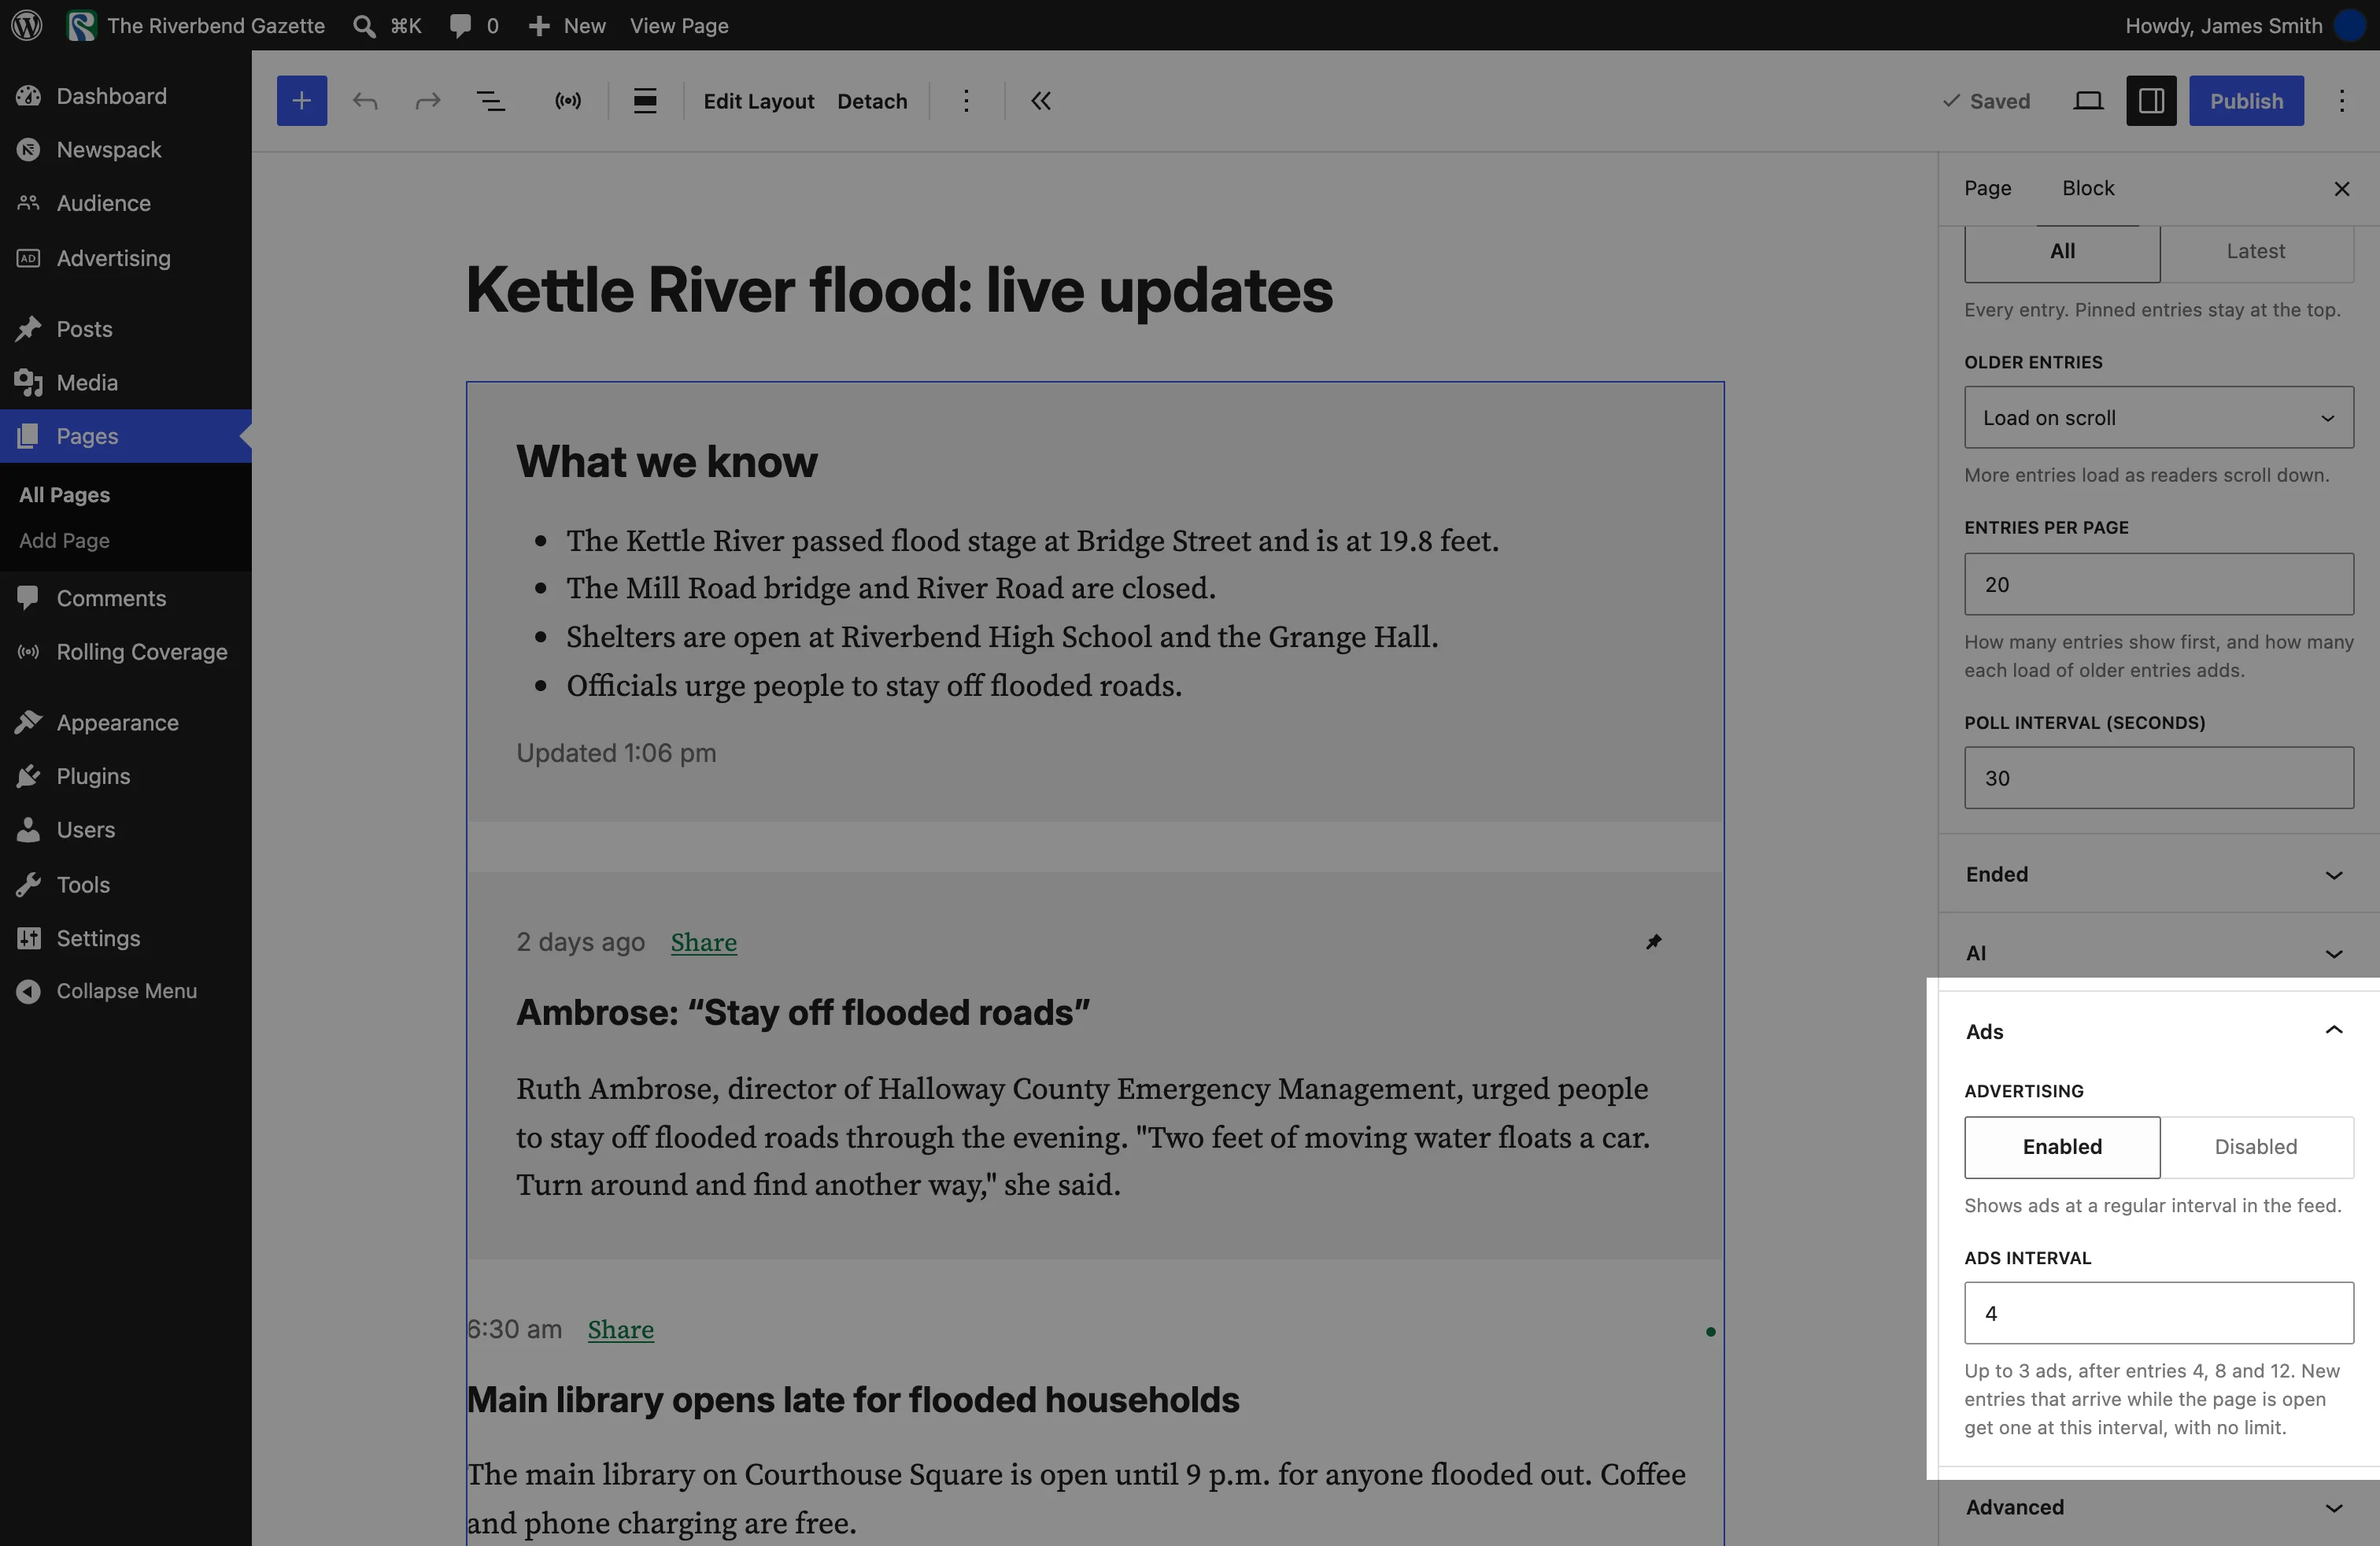 The Riverbend Gazette ⌘K 0 New View Page Howdy, James Smith
Dashboard
Newspack
Audience
AD Advertising
Posts
Media
Pages
All Pages
Add Page
Comments
Rolling Coverage
Appearance
Plugins
Users
Tools
Settings
Collapse Menu
Edit Layout Detach Saved Publish
Kettle River flood: live updates
What we know
• The Kettle River passed flood stage at Bridge Street and is at 19.8 feet.
• The Mill Road bridge and River Road are closed.
• Shelters are open at Riverbend High School and the Grange Hall.
• Officials urge people to stay off flooded roads.
Updated 1:06 pm
2 days ago Share
Ambrose: “Stay off flooded roads”
Ruth Ambrose, director of Halloway County Emergency Management, urged people
to stay off flooded roads through the evening. "Two feet of moving water floats a car.
Turn around and find another way," she said.
6:30 am Share
Main library opens late for flooded households
The main library on Courthouse Square is open until 9 p.m. for anyone flooded out. Coffee
and phone charging are free.
Page Block
All Latest
Every entry. Pinned entries stay at the top.
OLDER ENTRIES
Load on scroll
More entries load as readers scroll down.
ENTRIES PER PAGE
20
How many entries show first, and how many
each load of older entries adds.
POLL INTERVAL (SECONDS)
30
Ended
AI
Ads
ADVERTISING
Enabled Disabled
Shows ads at a regular interval in the feed.
ADS INTERVAL
4
Up to 3 ads, after entries 4, 8 and 12. New
entries that arrive while the page is open
get one at this interval, with no limit.
Advanced